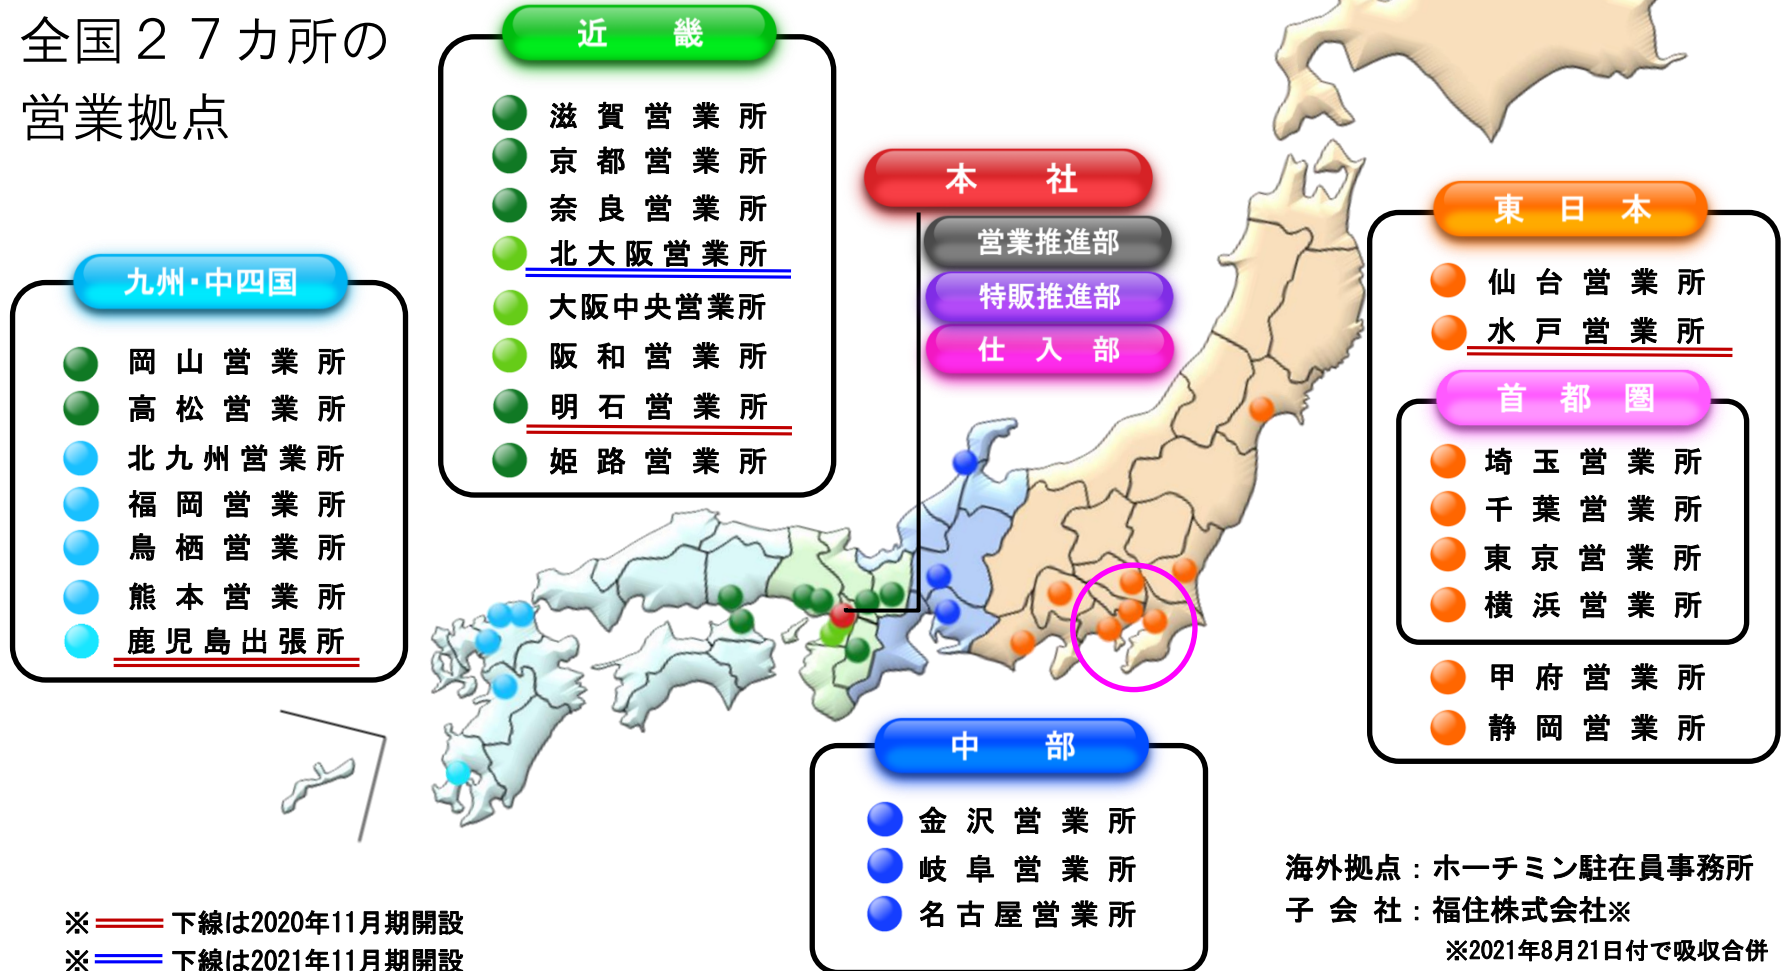 全国２７カ所の
営業拠点
近畿
滋賀営業所
京都営業所
奈良営業所
北大阪営業所
大阪中央営業所
阪和営業所
明石営業所
姫路営業所
九州・中四国
岡山営業所
高松営業所
北九州営業所
福岡営業所
鳥栖営業所
熊本営業所
鹿児島出張所
本社
営業推進部
特販推進部
仕入部
東日本
仙台営業所
水戸営業所
首都圏
埼玉営業所
千葉営業所
東京営業所
横浜営業所
甲府営業所
静岡営業所
中部
金沢営業所
岐阜営業所
名古屋営業所
海外拠点：ホーチミン駐在員事務所
子会社：福住株式会社※
※2021年8月21日付で吸収合併
※ 下線は2020年11月期開設
※ 下線は2021年11月期開設